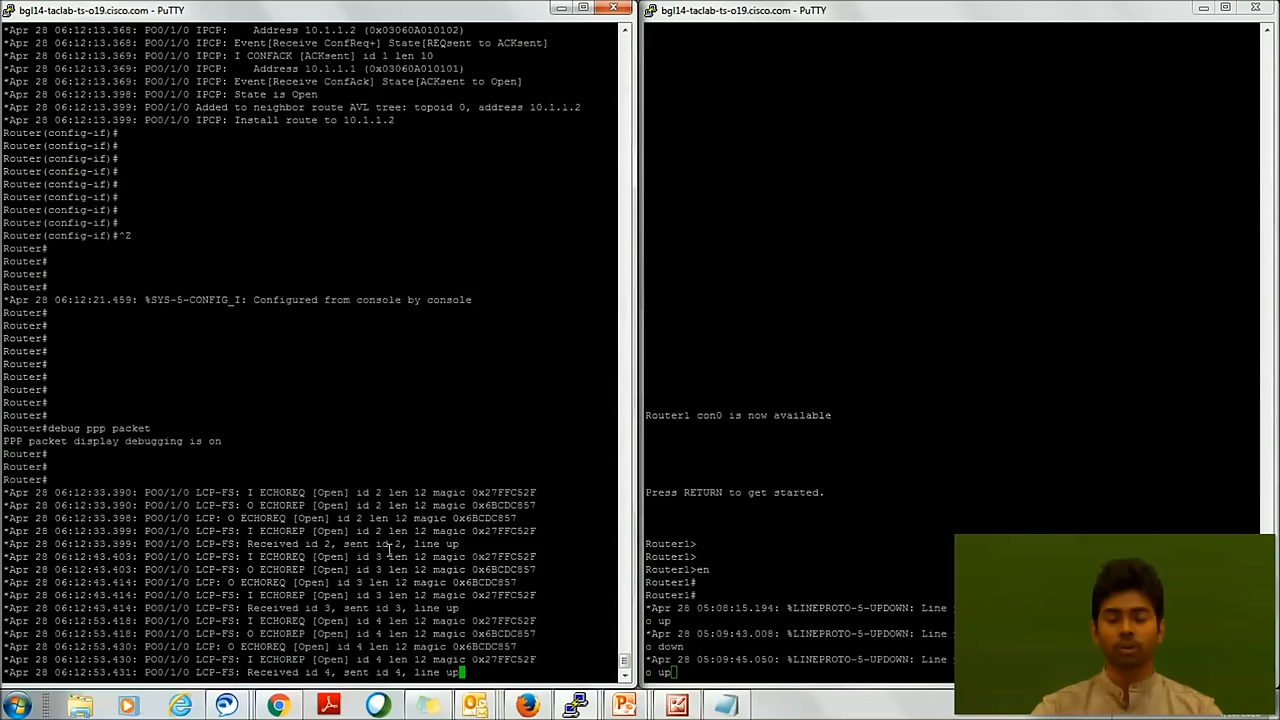 bgl14-taclab-ts-o19.cisco.com - PuTTY
*Apr 28 06:12:13.368: PO0/1/0 IPCP:    Address 10.1.1.2 (0x03060A010102)
*Apr 28 06:12:13.368: PO0/1/0 IPCP: Event[Receive ConfReq+] State[REQsent to ACKsent]
*Apr 28 06:12:13.369: PO0/1/0 IPCP: I CONFACK [ACKsent] id 1 len 10
*Apr 28 06:12:13.369: PO0/1/0 IPCP:    Address 10.1.1.1 (0x03060A010101)
*Apr 28 06:12:13.369: PO0/1/0 IPCP: Event[Receive ConfAck] State[ACKsent to Open]
*Apr 28 06:12:13.398: PO0/1/0 IPCP: State is Open
*Apr 28 06:12:13.399: PO0/1/0 Added to neighbor route AVL tree: topoid 0, address 10.1.1.2
*Apr 28 06:12:13.399: PO0/1/0 IPCP: Install route to 10.1.1.2
Router(config-if)#
Router(config-if)#
Router(config-if)#
Router(config-if)#
Router(config-if)#
Router(config-if)#
Router(config-if)#
Router(config-if)#
Router(config-if)#^Z
Router#
Router#
Router#
Router#
*Apr 28 06:12:21.459: %SYS-5-CONFIG_I: Configured from console by console
Router#
Router#
Router#
Router#
Router#
Router#
Router#
Router#
Router#
Router#debug ppp packet
PPP packet display debugging is on
Router#
Router#
Router#
*Apr 28 06:12:33.390: PO0/1/0 LCP-FS: I ECHOREQ [Open] id 2 len 12 magic 0x27FFC52F
*Apr 28 06:12:33.390: PO0/1/0 LCP-FS: O ECHOREP [Open] id 2 len 12 magic 0x6BCDC857
*Apr 28 06:12:33.398: PO0/1/0 LCP: O ECHOREQ [Open] id 2 len 12 magic 0x6BCDC857
*Apr 28 06:12:33.399: PO0/1/0 LCP-FS: I ECHOREP [Open] id 2 len 12 magic 0x27FFC52F
*Apr 28 06:12:33.399: PO0/1/0 LCP-FS: Received id 2, sent id 2, line up
*Apr 28 06:12:43.403: PO0/1/0 LCP-FS: I ECHOREQ [Open] id 3 len 12 magic 0x27FFC52F
*Apr 28 06:12:43.403: PO0/1/0 LCP-FS: O ECHOREP [Open] id 3 len 12 magic 0x6BCDC857
*Apr 28 06:12:43.414: PO0/1/0 LCP: O ECHOREQ [Open] id 3 len 12 magic 0x6BCDC857
*Apr 28 06:12:43.414: PO0/1/0 LCP-FS: I ECHOREP [Open] id 3 len 12 magic 0x27FFC52F
*Apr 28 06:12:43.414: PO0/1/0 LCP-FS: Received id 3, sent id 3, line up
*Apr 28 06:12:53.418: PO0/1/0 LCP-FS: I ECHOREQ [Open] id 4 len 12 magic 0x27FFC52F
*Apr 28 06:12:53.418: PO0/1/0 LCP-FS: O ECHOREP [Open] id 4 len 12 magic 0x6BCDC857
*Apr 28 06:12:53.430: PO0/1/0 LCP: O ECHOREQ [Open] id 4 len 12 magic 0x6BCDC857
*Apr 28 06:12:53.430: PO0/1/0 LCP-FS: I ECHOREP [Open] id 4 len 12 magic 0x27FFC52F
*Apr 28 06:12:53.430: PO0/1/0 LCP-FS: Received id 4, sent id 4, line up
bgl14-taclab-ts-o19.cisco.com - PuTTY
Router1 con0 is now available
Press RETURN to get started.
Router1>
Router1>
Router1>en
Router1#
Router1#
*Apr 28 05:08:15.194: %LINEPROTO-5-UPDOWN: Line
o up
*Apr 28 05:09:43.008: %LINEPROTO-5-UPDOWN: Line
o down
*Apr 28 05:09:45.050: %LINEPROTO-5-UPDOWN: Line
o up